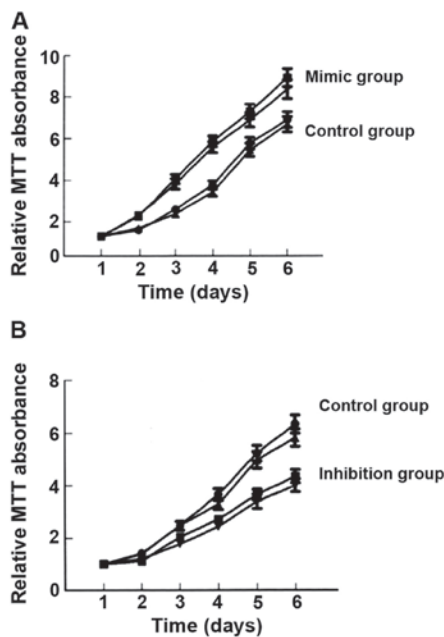 A
Relative MTT absorbance
10
8
6
4
2
0
Mimic group
Control group
1 2 3 4 5 6
Time (days)
B
Relative MTT absorbance
8
6
4
2
0
Control group
Inhibition group
1 2 3 4 5 6
Time (days)